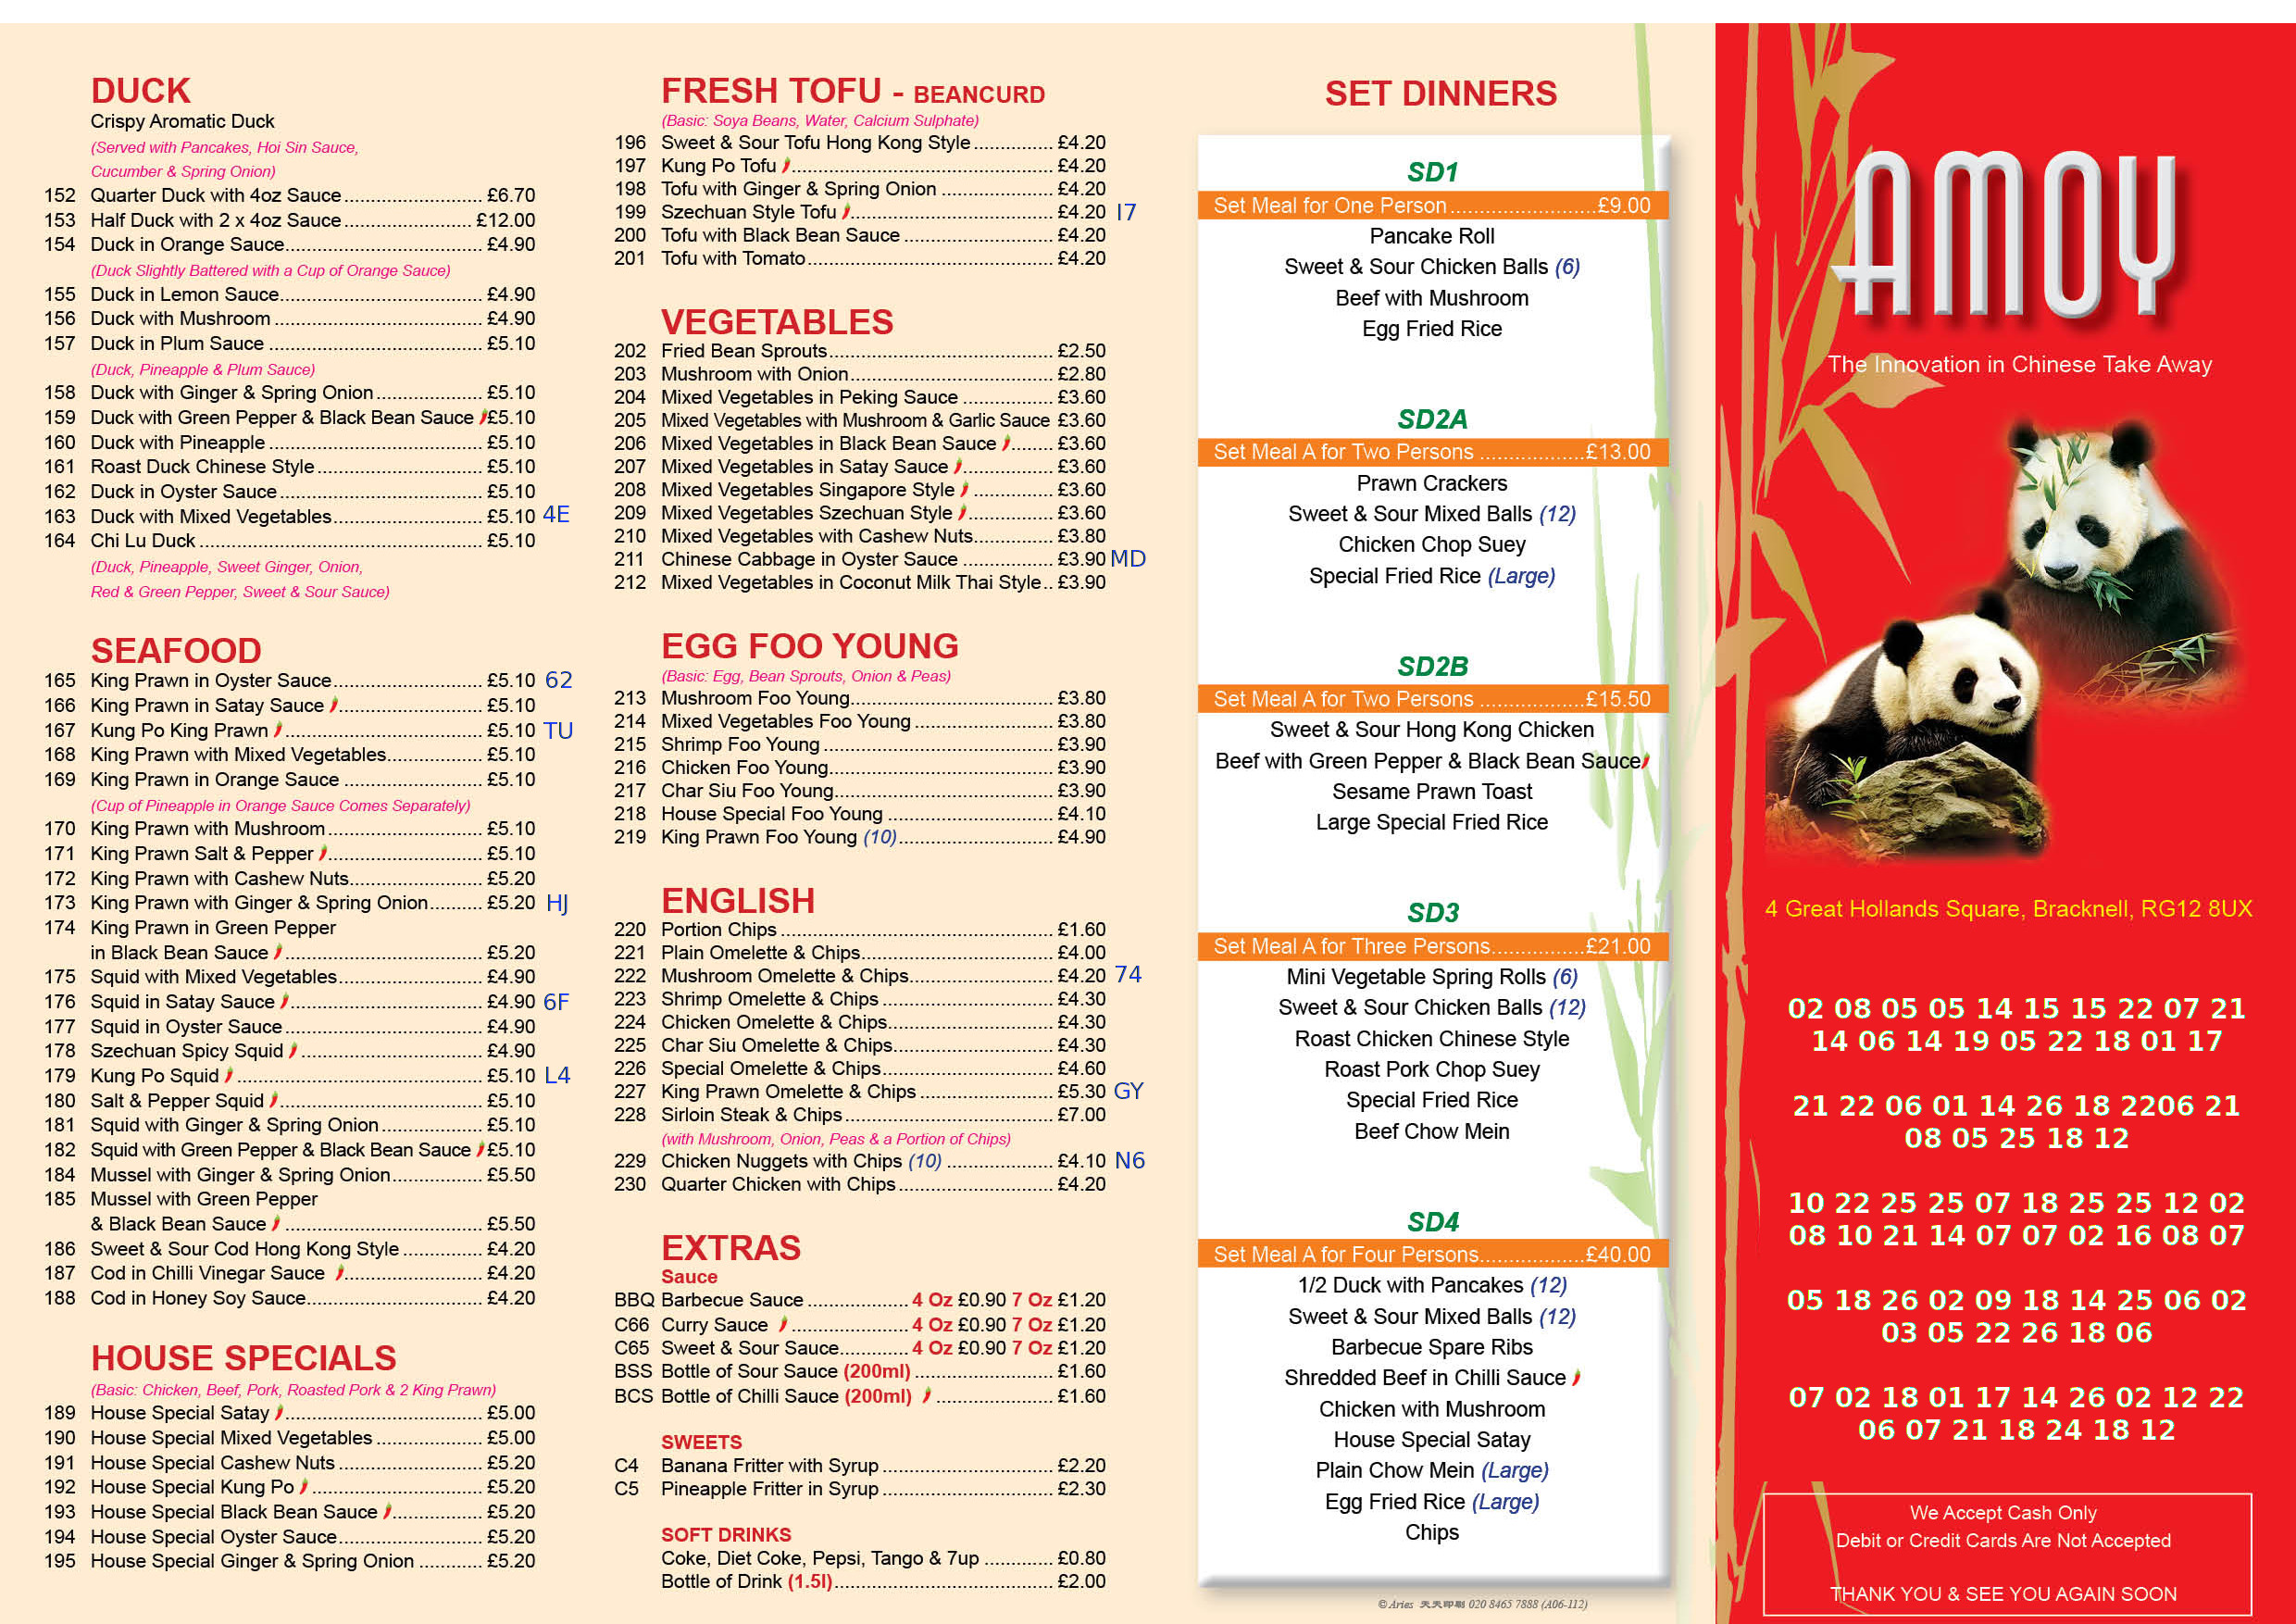 DUCK
Crispy Aromatic Duck
(Served with Pancakes, Hoi Sin Sauce,
Cucumber & Spring Onion)
152 Quarter Duck with 4oz Sauce .......................... £6.70
153 Half Duck with 2 x 4oz Sauce ........................ £12.00
154 Duck in Orange Sauce..................................... £4.90
(Duck Slightly Battered with a Cup of Orange Sauce)
155 Duck in Lemon Sauce...................................... £4.90
156 Duck with Mushroom ....................................... £4.90
157 Duck in Plum Sauce ........................................ £5.10
(Duck, Pineapple & Plum Sauce)
158 Duck with Ginger & Spring Onion .................... £5.10
159 Duck with Green Pepper & Black Bean Sauce £5.10
160 Duck with Pineapple ........................................ £5.10
161 Roast Duck Chinese Style ............................... £5.10
162 Duck in Oyster Sauce ...................................... £5.10
163 Duck with Mixed Vegetables............................ £5.10 4E
164 Chi Lu Duck ..................................................... £5.10
(Duck, Pineapple, Sweet Ginger, Onion,
Red & Green Pepper, Sweet & Sour Sauce)
SEAFOOD
165 King Prawn in Oyster Sauce............................ £5.10 62
166 King Prawn in Satay Sauce ........................... £5.10
167 Kung Po King Prawn ..................................... £5.10 TU
168 King Prawn with Mixed Vegetables.................. £5.10
169 King Prawn in Orange Sauce .......................... £5.10
(Cup of Pineapple in Orange Sauce Comes Separately)
170 King Prawn with Mushroom ............................. £5.10
171 King Prawn Salt & Pepper ............................. £5.10
172 King Prawn with Cashew Nuts......................... £5.20
173 King Prawn with Ginger & Spring Onion.......... £5.20 HJ
174 King Prawn in Green Pepper
in Black Bean Sauce ..................................... £5.20
175 Squid with Mixed Vegetables........................... £4.90
176 Squid in Satay Sauce .................................... £4.90 6F
177 Squid in Oyster Sauce ..................................... £4.90
178 Szechuan Spicy Squid .................................. £4.90
179 Kung Po Squid .............................................. £5.10 L4
180 Salt & Pepper Squid ...................................... £5.10
181 Squid with Ginger & Spring Onion ................... £5.10
182 Squid with Green Pepper & Black Bean Sauce £5.10
184 Mussel with Ginger & Spring Onion................. £5.50
185 Mussel with Green Pepper
& Black Bean Sauce ..................................... £5.50
186 Sweet & Sour Cod Hong Kong Style ............... £4.20
187 Cod in Chilli Vinegar Sauce .......................... £4.20
188 Cod in Honey Soy Sauce................................. £4.20
HOUSE SPECIALS
(Basic: Chicken, Beef, Pork, Roasted Pork & 2 King Prawn)
189 House Special Satay ..................................... £5.00
190 House Special Mixed Vegetables .................... £5.00
191 House Special Cashew Nuts ........................... £5.20
192 House Special Kung Po ................................ £5.20
193 House Special Black Bean Sauce ................. £5.20
194 House Special Oyster Sauce........................... £5.20
195 House Special Ginger & Spring Onion ............ £5.20
FRESH TOFU - BEANCURD
(Basic: Soya Beans, Water, Calcium Sulphate)
196 Sweet & Sour Tofu Hong Kong Style ............... £4.20
197 Kung Po Tofu ................................................. £4.20
198 Tofu with Ginger & Spring Onion ..................... £4.20
199 Szechuan Style Tofu ...................................... £4.20 I7
200 Tofu with Black Bean Sauce ............................ £4.20
201 Tofu with Tomato .............................................. £4.20
VEGETABLES
202 Fried Bean Sprouts.......................................... £2.50
203 Mushroom with Onion...................................... £2.80
204 Mixed Vegetables in Peking Sauce ................. £3.60
205 Mixed Vegetables with Mushroom & Garlic Sauce £3.60
206 Mixed Vegetables in Black Bean Sauce ........ £3.60
207 Mixed Vegetables in Satay Sauce ................. £3.60
208 Mixed Vegetables Singapore Style ............... £3.60
209 Mixed Vegetables Szechuan Style ................ £3.60
210 Mixed Vegetables with Cashew Nuts............... £3.80
211 Chinese Cabbage in Oyster Sauce ................. £3.90 MD
212 Mixed Vegetables in Coconut Milk Thai Style .. £3.90
EGG FOO YOUNG
(Basic: Egg, Bean Sprouts, Onion & Peas)
213 Mushroom Foo Young...................................... £3.80
214 Mixed Vegetables Foo Young .......................... £3.80
215 Shrimp Foo Young ........................................... £3.90
216 Chicken Foo Young.......................................... £3.90
217 Char Siu Foo Young......................................... £3.90
218 House Special Foo Young ............................... £4.10
219 King Prawn Foo Young (10)............................. £4.90
ENGLISH
220 Portion Chips ................................................... £1.60
221 Plain Omelette & Chips.................................... £4.00
222 Mushroom Omelette & Chips........................... £4.20 74
223 Shrimp Omelette & Chips ................................ £4.30
224 Chicken Omelette & Chips............................... £4.30
225 Char Siu Omelette & Chips.............................. £4.30
226 Special Omelette & Chips................................ £4.60
227 King Prawn Omelette & Chips ......................... £5.30 GY
228 Sirloin Steak & Chips ....................................... £7.00
(with Mushroom, Onion, Peas & a Portion of Chips)
229 Chicken Nuggets with Chips (10) .................... £4.10 N6
230 Quarter Chicken with Chips ............................. £4.20
EXTRAS
Sauce
BBQ Barbecue Sauce ................... 4 Oz £0.90 7 Oz £1.20
C66 Curry Sauce ...................... 4 Oz £0.90 7 Oz £1.20
C65 Sweet & Sour Sauce............. 4 Oz £0.90 7 Oz £1.20
BSS Bottle of Sour Sauce (200ml) .......................... £1.60
BCS Bottle of Chilli Sauce (200ml) ...................... £1.60
SWEETS
C4 Banana Fritter with Syrup ................................ £2.20
C5 Pineapple Fritter in Syrup ................................ £2.30
SOFT DRINKS
Coke, Diet Coke, Pepsi, Tango & 7up ............. £0.80
Bottle of Drink (1.5l)......................................... £2.00
SET DINNERS
SD1
Set Meal for One Person ........................£9.00
Pancake Roll
Sweet & Sour Chicken Balls (6)
Beef with Mushroom
Egg Fried Rice
SD2A
Set Meal A for Two Persons ..................£13.00
Prawn Crackers
Sweet & Sour Mixed Balls (12)
Chicken Chop Suey
Special Fried Rice (Large)
SD2B
Set Meal A for Two Persons ..................£15.50
Sweet & Sour Hong Kong Chicken
Beef with Green Pepper & Black Bean Sauce
Sesame Prawn Toast
Large Special Fried Rice
SD3
Set Meal A for Three Persons................£21.00
Mini Vegetable Spring Rolls (6)
Sweet & Sour Chicken Balls (12)
Roast Chicken Chinese Style
Roast Pork Chop Suey
Special Fried Rice
Beef Chow Mein
SD4
Set Meal A for Four Persons..................£40.00
1/2 Duck with Pancakes (12)
Sweet & Sour Mixed Balls (12)
Barbecue Spare Ribs
Shredded Beef in Chilli Sauce
Chicken with Mushroom
House Special Satay
Plain Chow Mein (Large)
Egg Fried Rice (Large)
Chips
© Aries 天天印刷 020 8465 7888 (A06-112)
AMOY
The Innovation in Chinese Take Away
4 Great Hollands Square, Bracknell, RG12 8UX
02 08 05 05 14 15 15 22 07 21
14 06 14 19 05 22 18 01 17
21 22 06 01 14 26 18 2206 21
08 05 25 18 12
10 22 25 25 07 18 25 25 12 02
08 10 21 14 07 07 02 16 08 07
05 18 26 02 09 18 14 25 06 02
03 05 22 26 18 06
07 02 18 01 17 14 26 02 12 22
06 07 21 18 24 18 12
We Accept Cash Only
Debit or Credit Cards Are Not Accepted
THANK YOU & SEE YOU AGAIN SOON